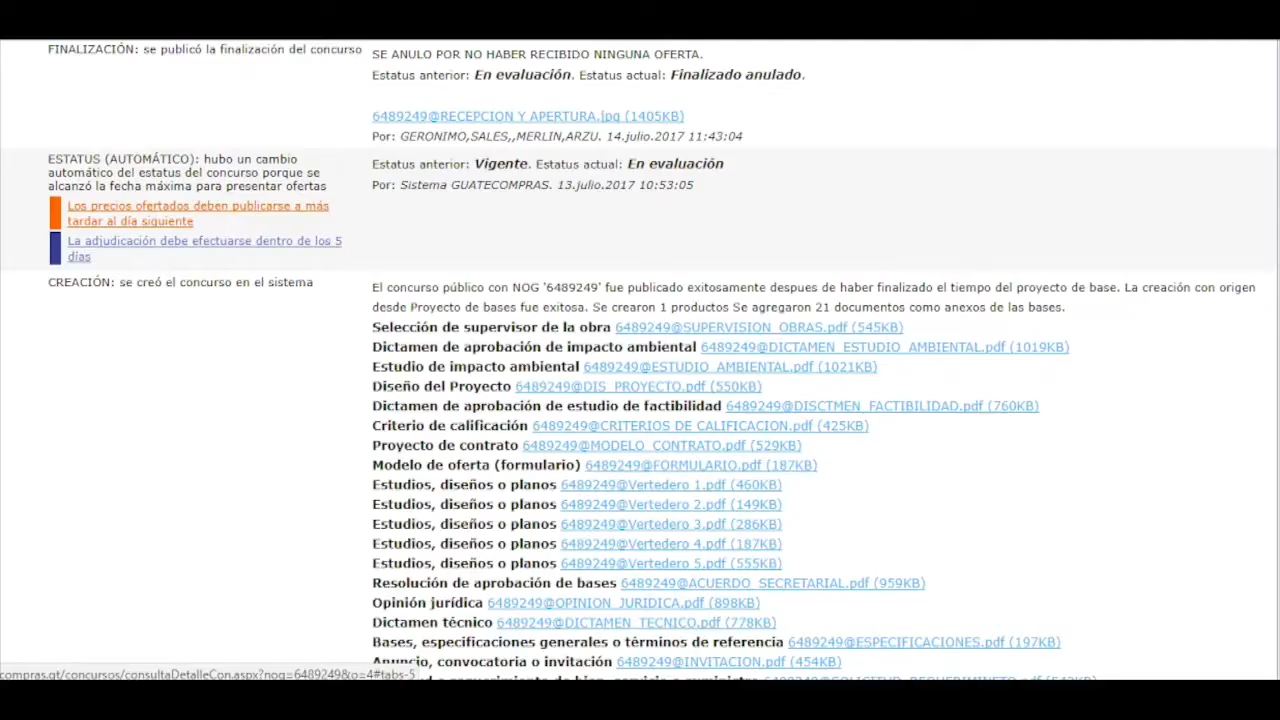 FINALIZACIÓN: se publicó la finalización del concurso
SE ANULO POR NO HABER RECIBIDO NINGUNA OFERTA.
Estatus anterior: En evaluación. Estatus actual: Finalizado anulado.
6489249@RECEPCION Y APERTURA.jpg (1405KB)
Por: GERONIMO,SALES,,MERLIN,ARZU. 14.julio.2017 11:43:04
ESTATUS (AUTOMÁTICO): hubo un cambio
automático del estatus del concurso porque se
alcanzó la fecha máxima para presentar ofertas
Los precios ofertados deben publicarse a más
tardar al día siguiente
La adjudicación debe efectuarse dentro de los 5
días
Estatus anterior: Vigente. Estatus actual: En evaluación
Por: Sistema GUATECOMPRAS. 13.julio.2017 10:53:05
CREACIÓN: se creó el concurso en el sistema
El concurso público con NOG '6489249' fue publicado exitosamente despues de haber finalizado el tiempo del proyecto de base. La creación con origen
desde Proyecto de bases fue exitosa. Se crearon 1 productos Se agregaron 21 documentos como anexos de las bases.
Selección de supervisor de la obra 6489249@SUPERVISION_OBRAS.pdf (545KB)
Dictamen de aprobación de impacto ambiental 6489249@DICTAMEN_ESTUDIO_AMBIENTAL.pdf (1019KB)
Estudio de impacto ambiental 6489249@ESTUDIO_AMBIENTAL.pdf (1021KB)
Diseño del Proyecto 6489249@DIS_PROYECTO.pdf (550KB)
Dictamen de aprobación de estudio de factibilidad 6489249@DISCTMEN_FACTIBILIDAD.pdf (760KB)
Criterio de calificación 6489249@CRITERIOS DE CALIFICACION.pdf (425KB)
Proyecto de contrato 6489249@MODELO_CONTRATO.pdf (529KB)
Modelo de oferta (formulario) 6489249@FORMULARIO.pdf (187KB)
Estudios, diseños o planos 6489249@Vertedero 1.pdf (460KB)
Estudios, diseños o planos 6489249@Vertedero 2.pdf (149KB)
Estudios, diseños o planos 6489249@Vertedero 3.pdf (286KB)
Estudios, diseños o planos 6489249@Vertedero 4.pdf (187KB)
Estudios, diseños o planos 6489249@Vertedero 5.pdf (555KB)
Resolución de aprobación de bases 6489249@ACUERDO_SECRETARIAL.pdf (959KB)
Opinión jurídica 6489249@OPINION_JURIDICA.pdf (898KB)
Dictamen técnico 6489249@DICTAMEN_TECNICO.pdf (778KB)
Bases, especificaciones generales o términos de referencia 6489249@ESPECIFICACIONES.pdf (197KB)
Anuncio, convocatoria o invitación 6489249@INVITACION.pdf (454KB)
compras.gt/concursos/consultaDetalleCon.aspx?nog=6489249&o=4#tabs-5